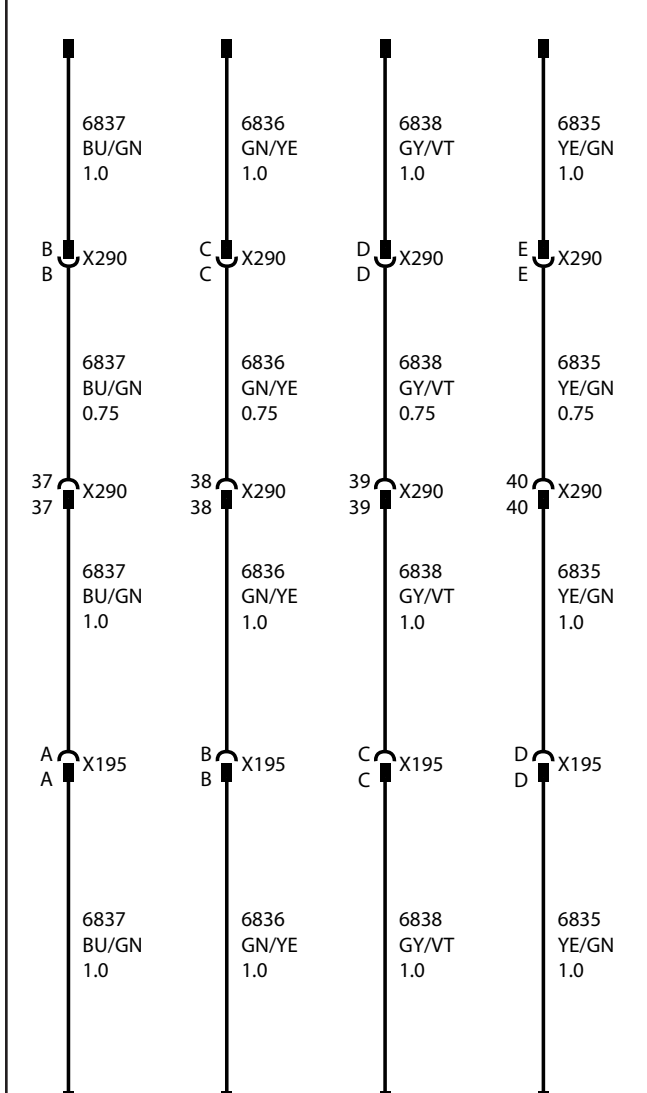 6837 6836 6838 6835
BU/GN GN/YE GY/VT YE/GN
1.0 1.0 1.0 1.0
B C D E
X290 X290 X290 X290
B C D E
6837 6836 6838 6835
BU/GN GN/YE GY/VT YE/GN
0.75 0.75 0.75 0.75
37 38 39 40
X290 X290 X290 X290
37 38 39 40
6837 6836 6838 6835
BU/GN GN/YE GY/VT YE/GN
1.0 1.0 1.0 1.0
A B C D
X195 X195 X195 X195
A B C D
6837 6836 6838 6835
BU/GN GN/YE GY/VT YE/GN
1.0 1.0 1.0 1.0